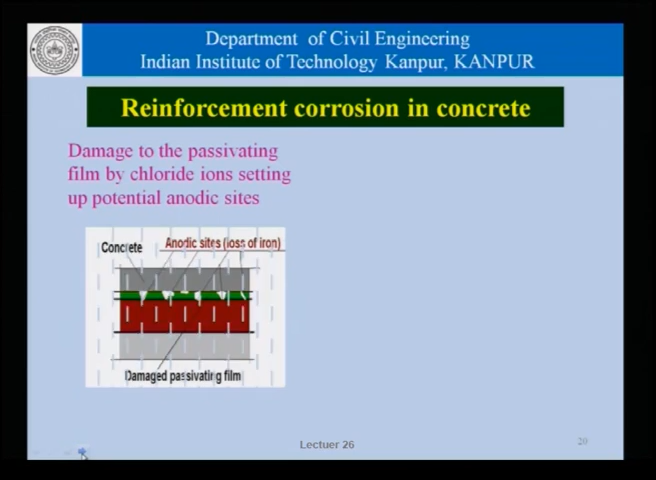 Department of Civil Engineering
Indian Institute of Technology Kanpur, KANPUR
Reinforcement corrosion in concrete
Damage to the passivating
film by chloride ions setting
up potential anodic sites
Concrete
Anodic sites (loss of iron)
Damaged passivating film
Lectuer 26
20